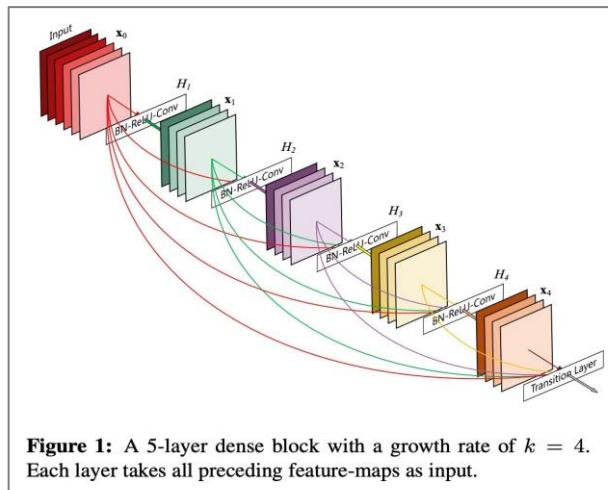 Input
x₀
H₁
BN-ReLU-Conv
x₁
H₂
BN-ReLU-Conv
x₂
H₃
BN-ReLU-Conv
x₃
H₄
BN-ReLU-Conv
x₄
Transition Layer
Figure 1: A 5-layer dense block with a growth rate of k = 4.
Each layer takes all preceding feature-maps as input.